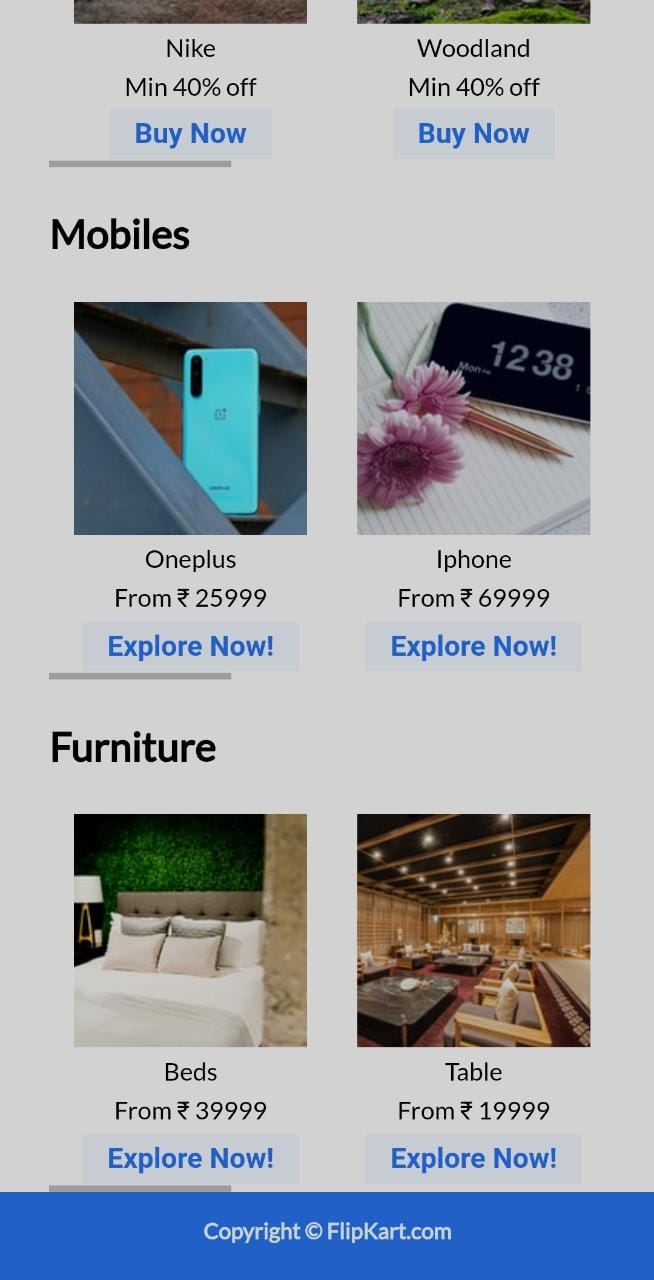 Nike
Woodland
Min 40% off
Min 40% off
Buy Now
Buy Now
Mobiles
12 38
Mon
ONEPLUS
Oneplus
Iphone
From ₹ 25999
From ₹ 69999
Explore Now!
Explore Now!
Furniture
Beds
Table
From ₹ 39999
From ₹ 19999
Explore Now!
Explore Now!
Copyright © FlipKart.com